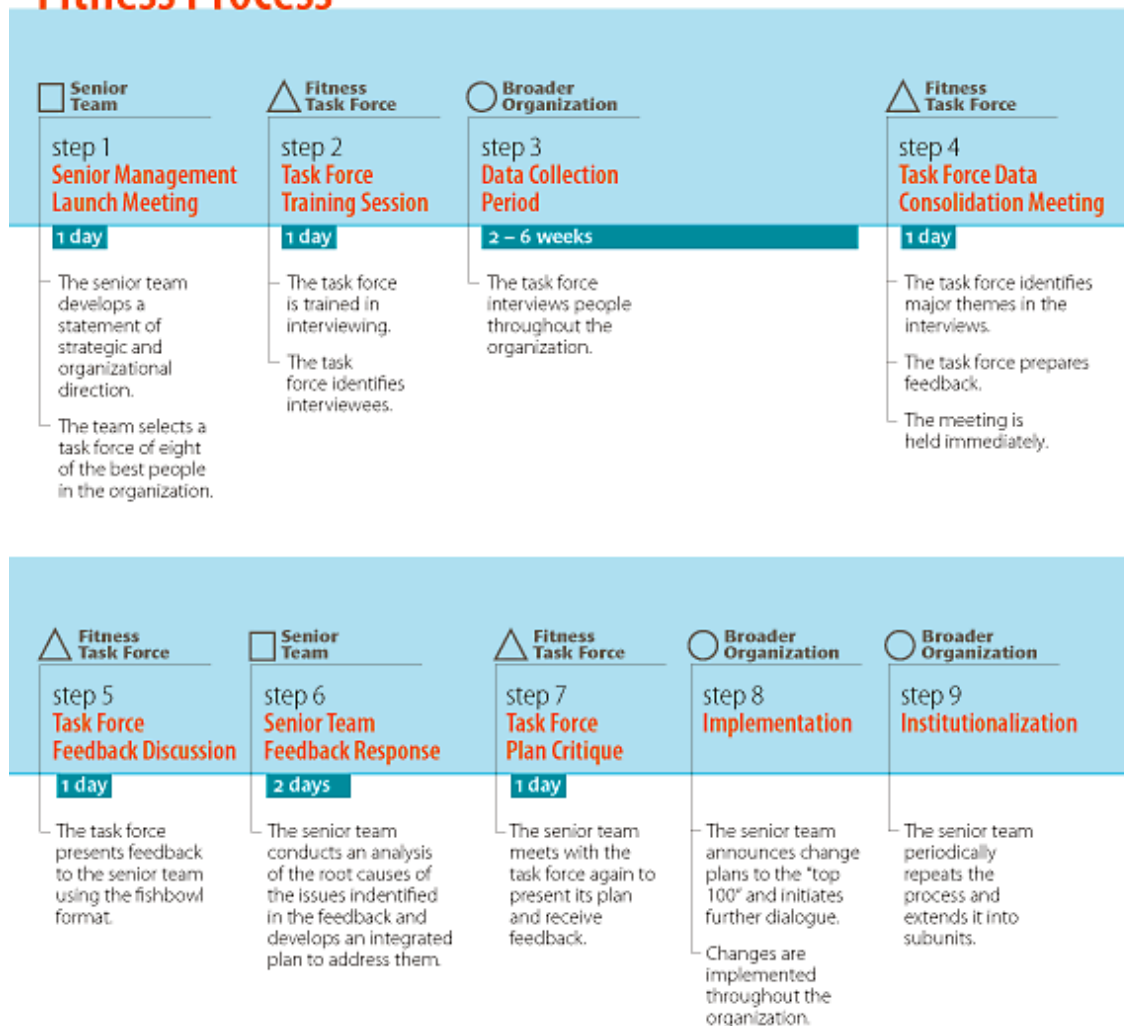 Fitness Process
Senior
Team
step 1
Senior Management
Launch Meeting
1 day
The senior team
develops a
statement of
strategic and
organizational
direction.
The team selects a
task force of eight
of the best people
in the organization.
Fitness
Task Force
step 2
Task Force
Training Session
1 day
The task force
is trained in
interviewing.
The task
force identifies
interviewees.
Broader
Organization
step 3
Data Collection
Period
2 – 6 weeks
The task force
interviews people
throughout the
organization.
Fitness
Task Force
step 4
Task Force Data
Consolidation Meeting
1 day
The task force identifies
major themes in the
interviews.
The task force prepares
feedback.
The meeting is
held immediately.
Fitness
Task Force
step 5
Task Force
Feedback Discussion
1 day
The task force
presents feedback
to the senior team
using the fishbowl
format.
Senior
Team
step 6
Senior Team
Feedback Response
2 days
The senior team
conducts an analysis
of the root causes of
the issues indentified
in the feedback and
develops an integrated
plan to address them.
Fitness
Task Force
step 7
Task Force
Plan Critique
1 day
The senior team
meets with the
task force again to
present its plan
and receive
feedback.
Broader
Organization
step 8
Implementation
The senior team
announces change
plans to the "top
100" and initiates
further dialogue.
Changes are
implemented
throughout the
organization.
Broader
Organization
step 9
Institutionalization
The senior team
periodically
repeats the
process and
extends it into
subunits.